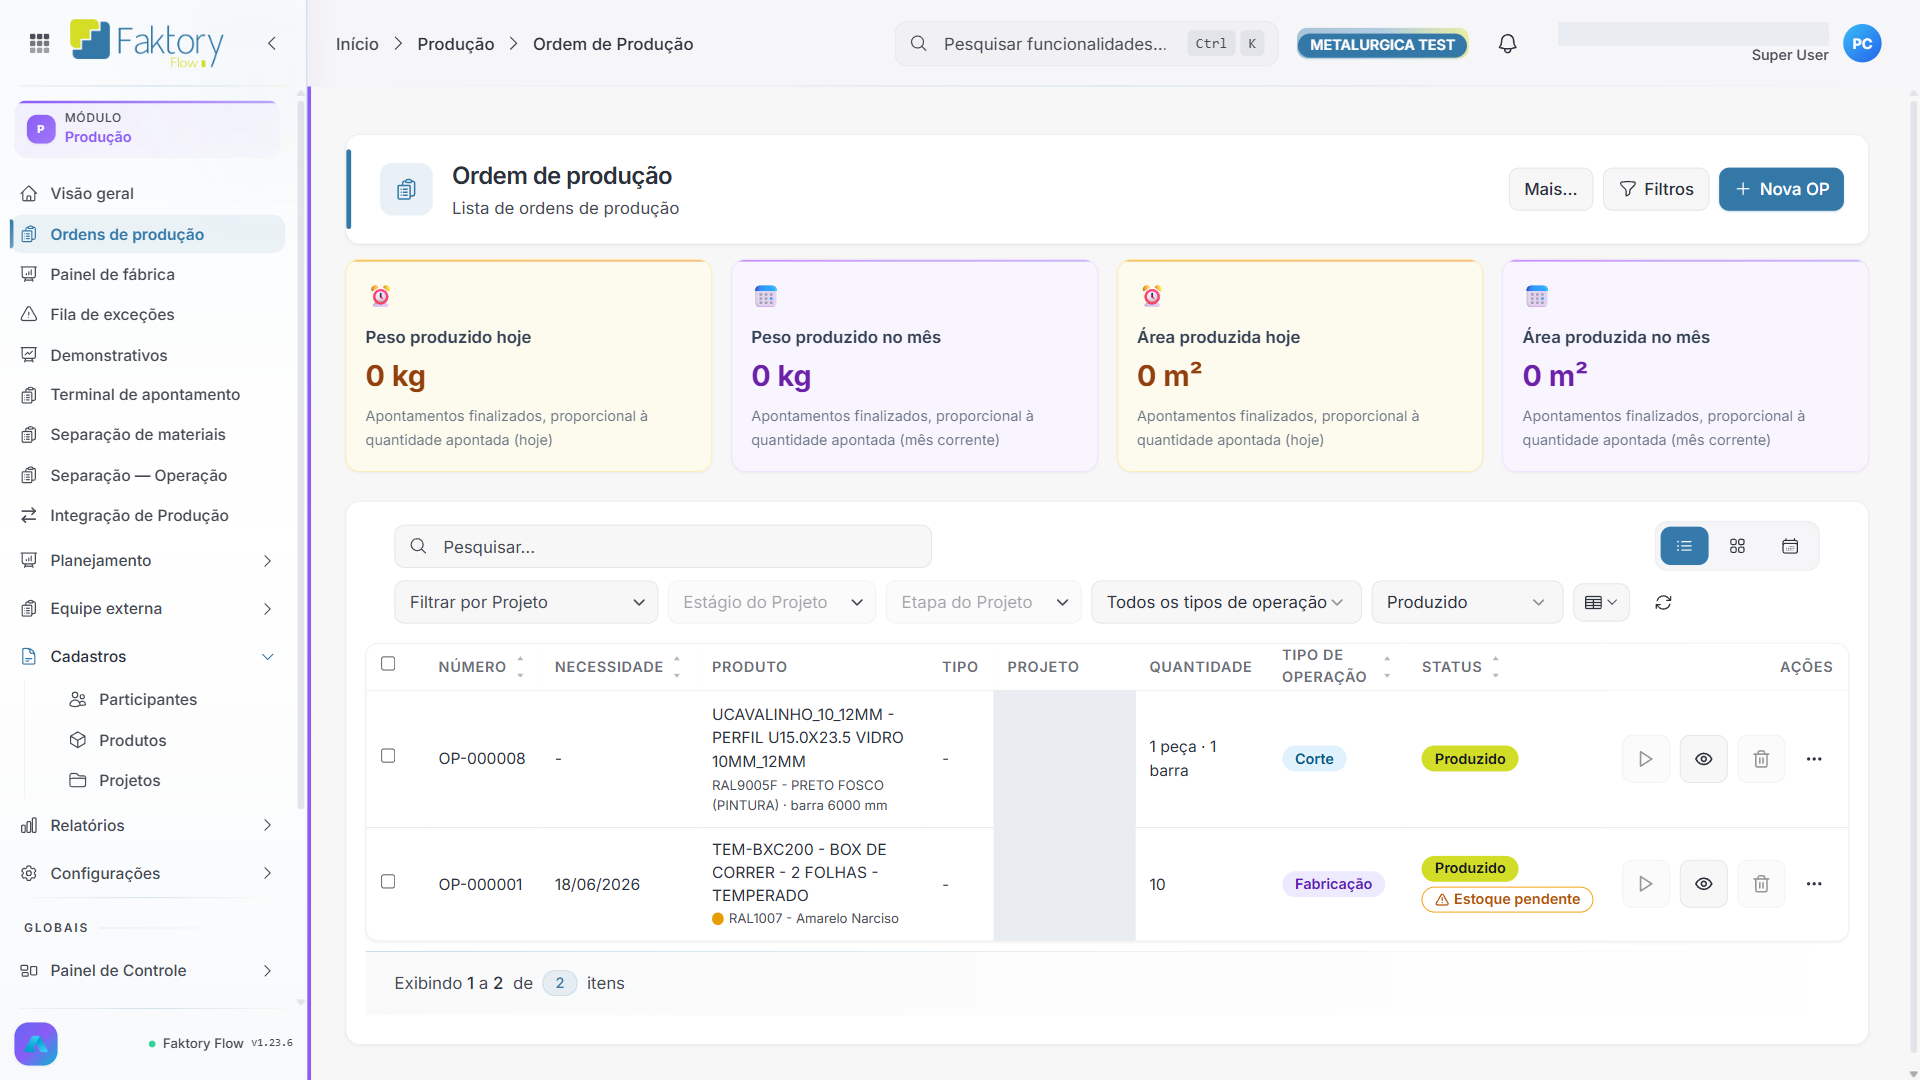 Faktory
Flow
Início
Produção
Ordem de Produção
Pesquisar funcionalidades...
Ctrl
K
METALURGICA TEST
Super User
PC
P
MÓDULO
Produção
Visão geral
Ordens de produção
Painel de fábrica
Fila de exceções
Demonstrativos
Terminal de apontamento
Separação de materiais
Separação — Operação
Integração de Produção
Planejamento
Equipe externa
Cadastros
Participantes
Produtos
Projetos
Relatórios
Configurações
GLOBAIS
Painel de Controle
Faktory Flow v1.23.6
Ordem de produção
Lista de ordens de produção
Mais...
Filtros
Nova OP
Peso produzido hoje
0 kg
Apontamentos finalizados, proporcional à
quantidade apontada (hoje)
Peso produzido no mês
0 kg
Apontamentos finalizados, proporcional à
quantidade apontada (mês corrente)
Área produzida hoje
0 m²
Apontamentos finalizados, proporcional à
quantidade apontada (hoje)
Área produzida no mês
0 m²
Apontamentos finalizados, proporcional à
quantidade apontada (mês corrente)
Pesquisar...
Filtrar por Projeto
Estágio do Projeto
Etapa do Projeto
Todos os tipos de operação
Produzido
NÚMERO
NECESSIDADE
PRODUTO
TIPO
PROJETO
QUANTIDADE
TIPO DE
OPERAÇÃO
STATUS
AÇÕES
OP-000008
-
UCAVALINHO_10_12MM -
PERFIL U15.0X23.5 VIDRO
10MM_12MM
RAL9005F - PRETO FOSCO
(PINTURA) · barra 6000 mm
-
1 peça · 1
barra
Corte
Produzido
OP-000001
18/06/2026
TEM-BXC200 - BOX DE
CORRER - 2 FOLHAS -
TEMPERADO
RAL1007 - Amarelo Narciso
-
10
Fabricação
Produzido
Estoque pendente
Exibindo 1 a 2 de 2 itens